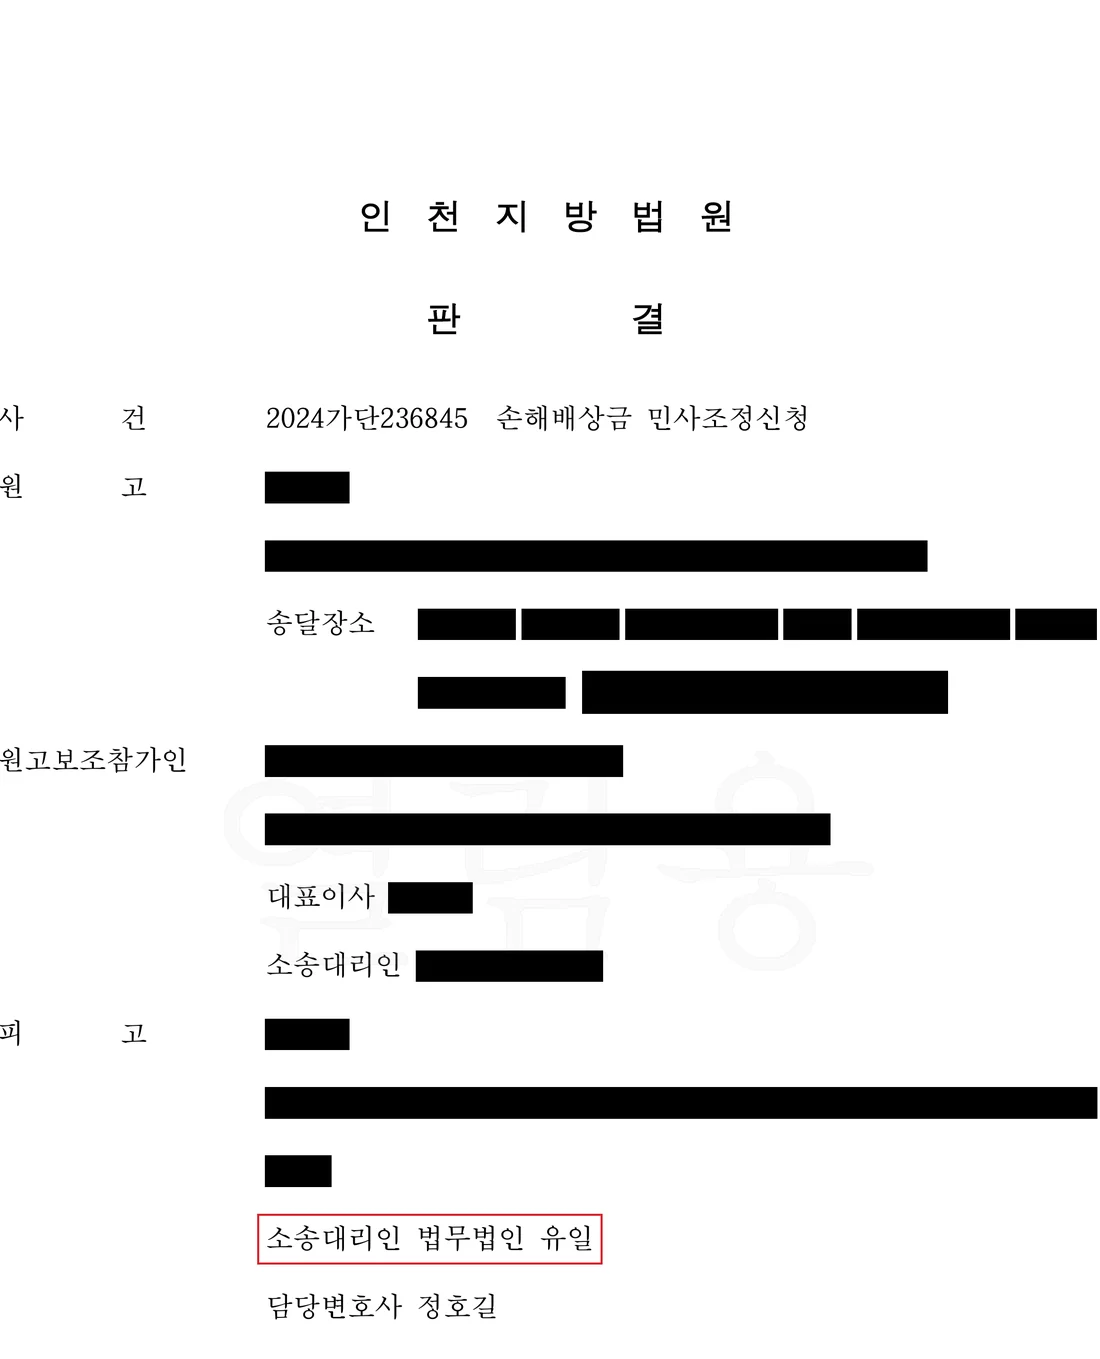 인 천 지 방 법 원
판 결
사 건 2024가단236845 손해배상금 민사조정신청
원 고
송달장소
원고보조참가인
대표이사
소송대리인
피 고
소송대리인 법무법인 유일
담당변호사 정호길
열람용